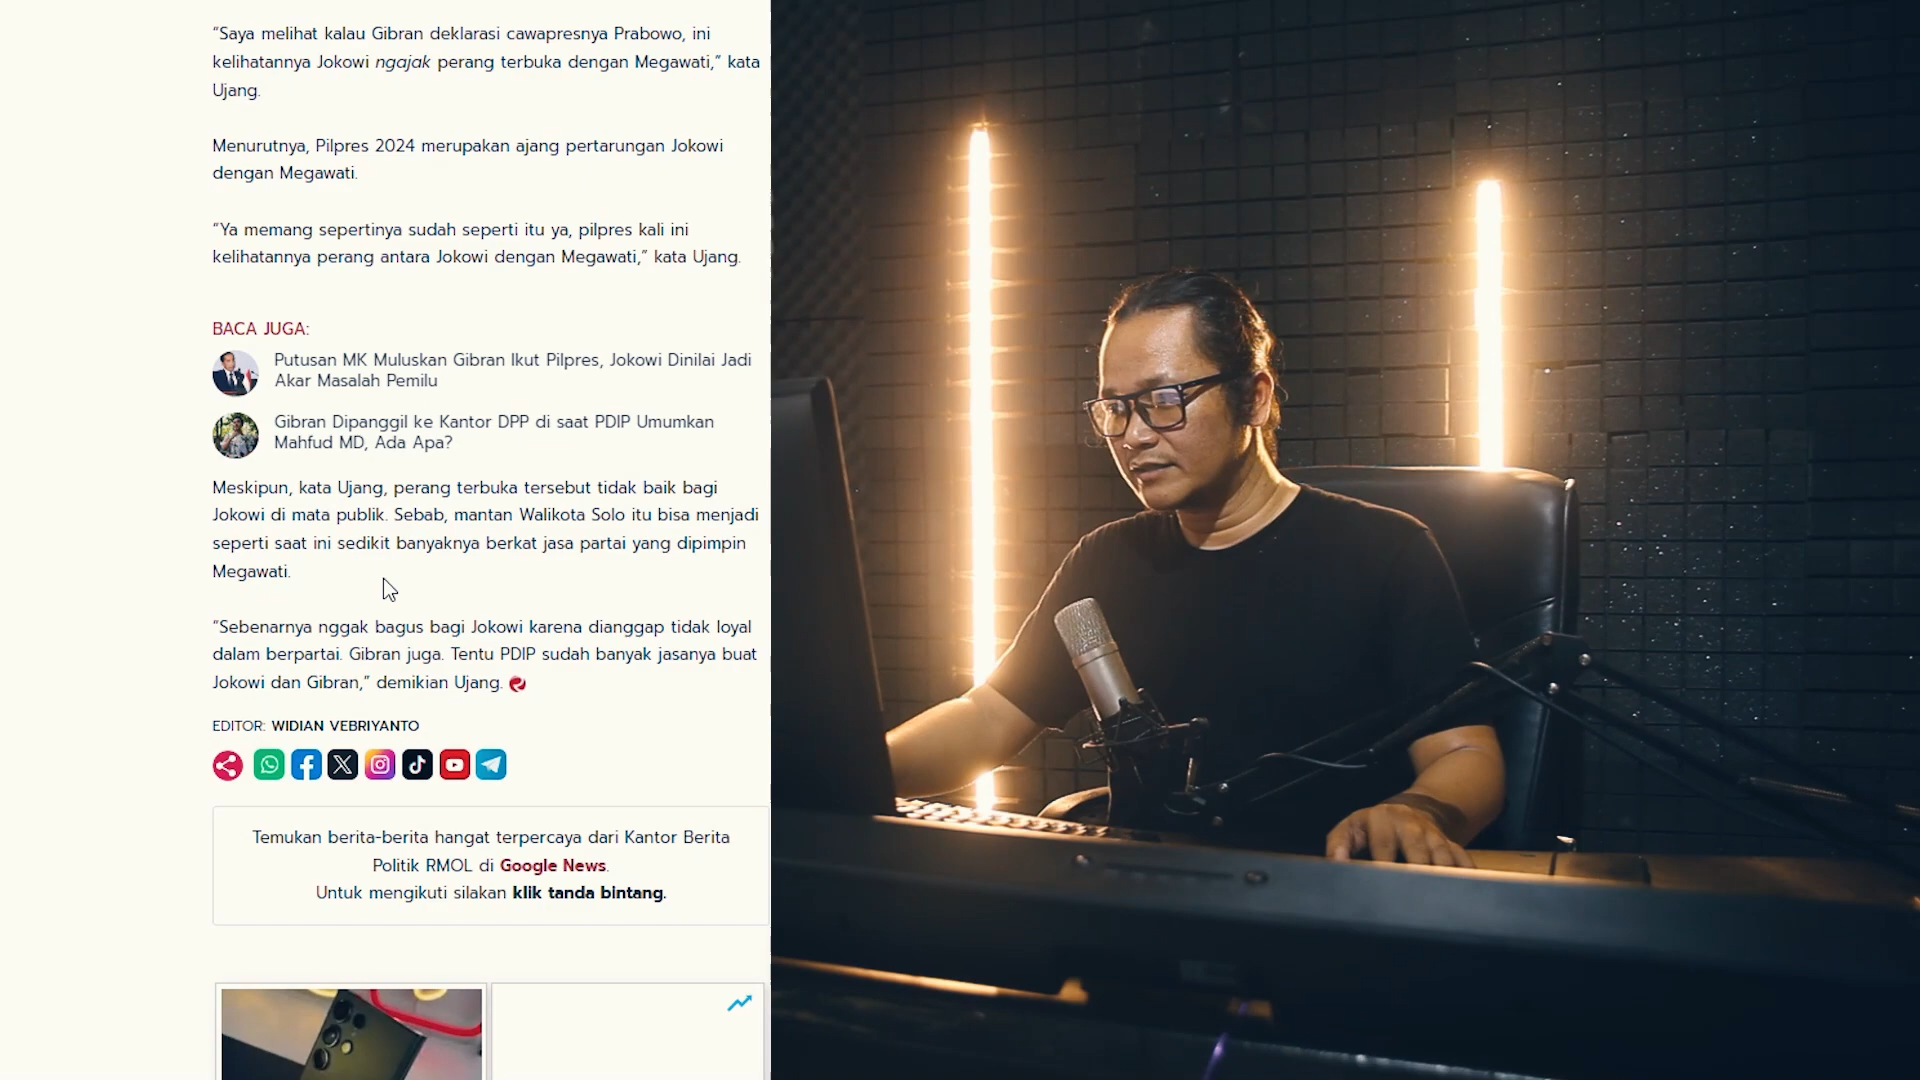 “Saya melihat kalau Gibran deklarasi cawapresnya Prabowo, ini
kelihatannya Jokowi ngajak perang terbuka dengan Megawati,” kata
Ujang.
Menurutnya, Pilpres 2024 merupakan ajang pertarungan Jokowi
dengan Megawati.
“Ya memang sepertinya sudah seperti itu ya, pilpres kali ini
kelihatannya perang antara Jokowi dengan Megawati,” kata Ujang.
BACA JUGA:
Putusan MK Muluskan Gibran Ikut Pilpres, Jokowi Dinilai Jadi
Akar Masalah Pemilu
Gibran Dipanggil ke Kantor DPP di saat PDIP Umumkan
Mahfud MD, Ada Apa?
Meskipun, kata Ujang, perang terbuka tersebut tidak baik bagi
Jokowi di mata publik. Sebab, mantan Walikota Solo itu bisa menjadi
seperti saat ini sedikit banyaknya berkat jasa partai yang dipimpin
Megawati.
“Sebenarnya nggak bagus bagi Jokowi karena dianggap tidak loyal
dalam berpartai. Gibran juga. Tentu PDIP sudah banyak jasanya buat
Jokowi dan Gibran,” demikian Ujang.
EDITOR: WIDIAN VEBRIYANTO
Temukan berita-berita hangat terpercaya dari Kantor Berita
Politik RMOL di Google News.
Untuk mengikuti silakan klik tanda bintang.